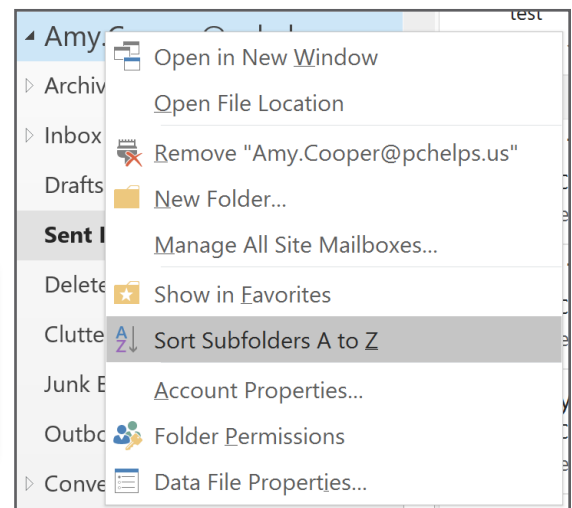 test
Amy.
Open in New Window
Archiv
Open File Location
Inbox
Remove "Amy.Cooper@pchelps.us"
Drafts
New Folder...
Sent
Manage All Site Mailboxes...
Delete
Show in Favorites
Clutte
Sort Subfolders A to Z
Junk E
Account Properties...
Outbo
Folder Permissions
Conve
Data File Properties...